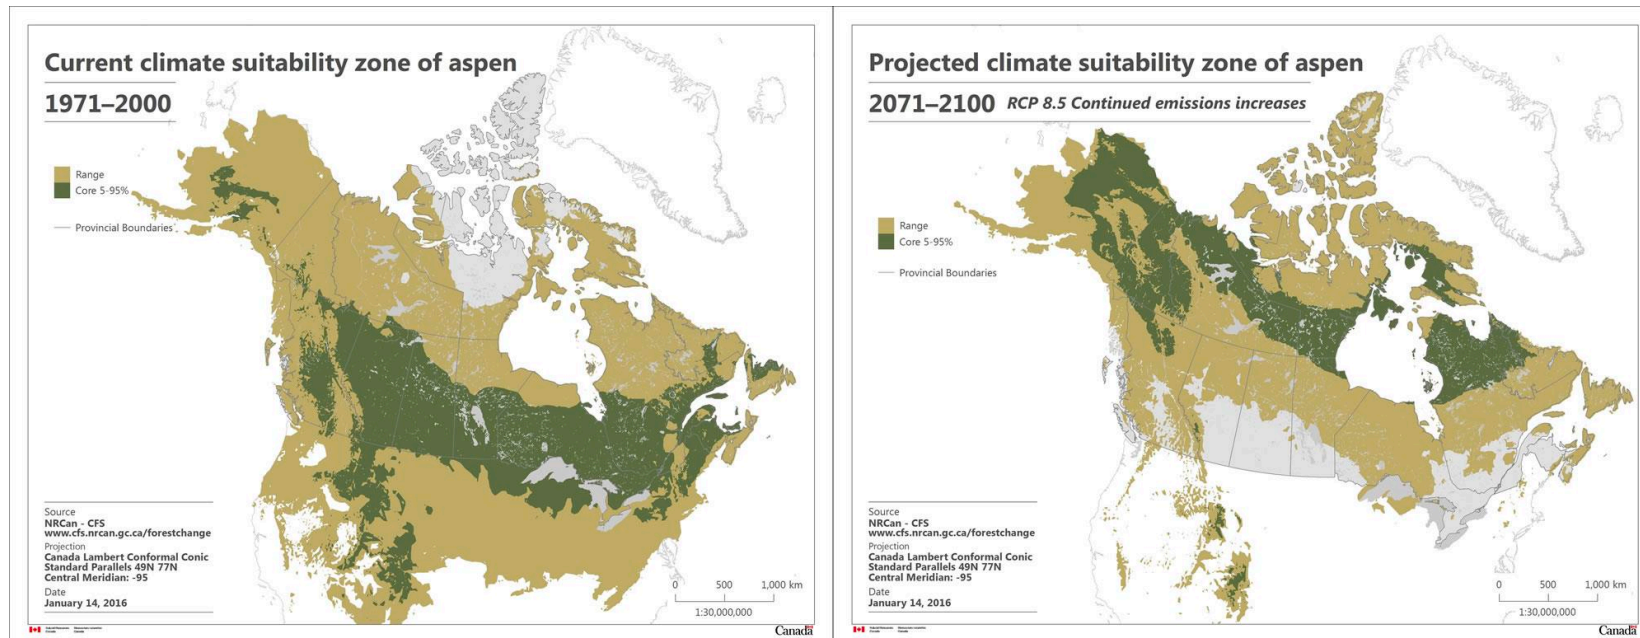 Current climate suitability zone of aspen
1971–2000
Range
Core 5-95%
Provincial Boundaries
Source
NRCan - CFS
www.cfs.nrcan.gc.ca/forestchange
Projection
Canada Lambert Conformal Conic
Standard Parallels 49N 77N
Central Meridian: -95
Date
January 14, 2016
0 500 1,000 km
1:30,000,000
Canada
Projected climate suitability zone of aspen
2071–2100 RCP 8.5 Continued emissions increases
Range
Core 5-95%
Provincial Boundaries
Source
NRCan - CFS
www.cfs.nrcan.gc.ca/forestchange
Projection
Canada Lambert Conformal Conic
Standard Parallels 49N 77N
Central Meridian: -95
Date
January 14, 2016
0 500 1,000 km
1:30,000,000
Canada